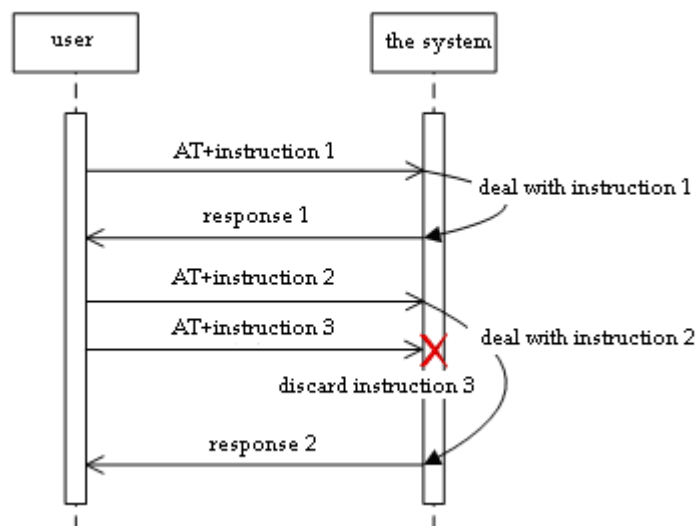 user
the system
AT+instruction 1
deal with instruction 1
response 1
AT+instruction 2
AT+instruction 3
deal with instruction 2
discard instruction 3
response 2